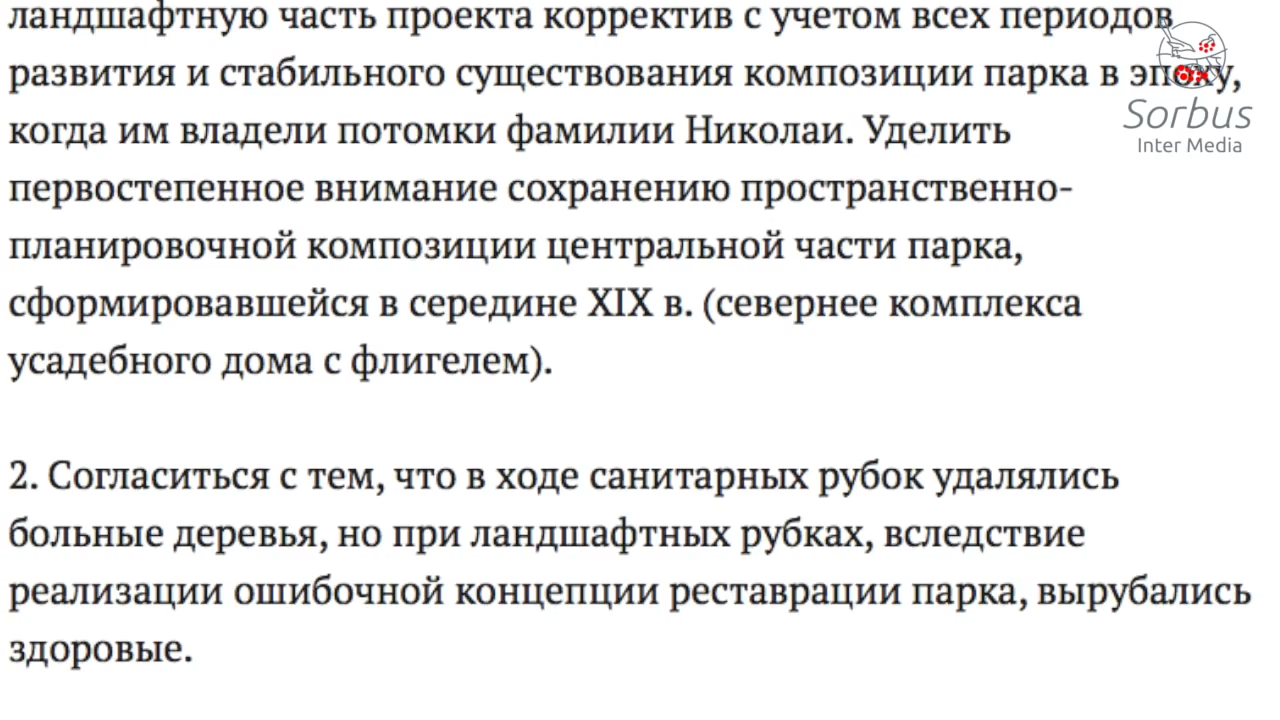 ландшафтную часть проекта корректив с учетом всех периодов
развития и стабильного существования композиции парка в эпоху,
когда им владели потомки фамилии Николаи. Уделить
первостепенное внимание сохранению пространственно-
планировочной композиции центральной части парка,
сформировавшейся в середине XIX в. (севернее комплекса
усадебного дома с флигелем).
2. Согласиться с тем, что в ходе санитарных рубок удалялись
больные деревья, но при ландшафтных рубках, вследствие
реализации ошибочной концепции реставрации парка, вырубались
здоровые.
Sorbus
Inter Media